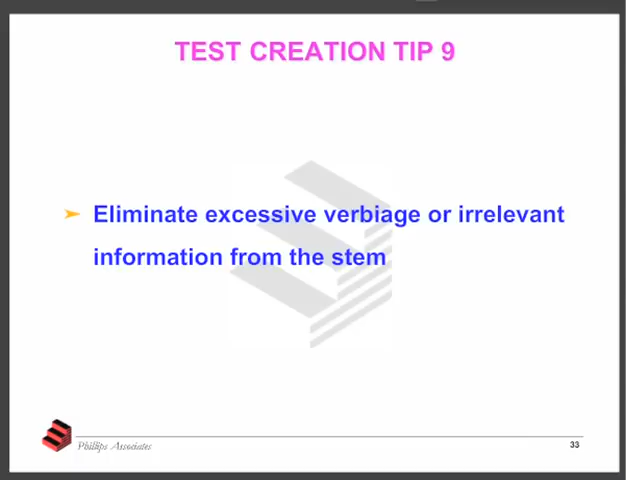 TEST CREATION TIP 9
Eliminate excessive verbiage or irrelevant
information from the stem
Phillips Associates
33